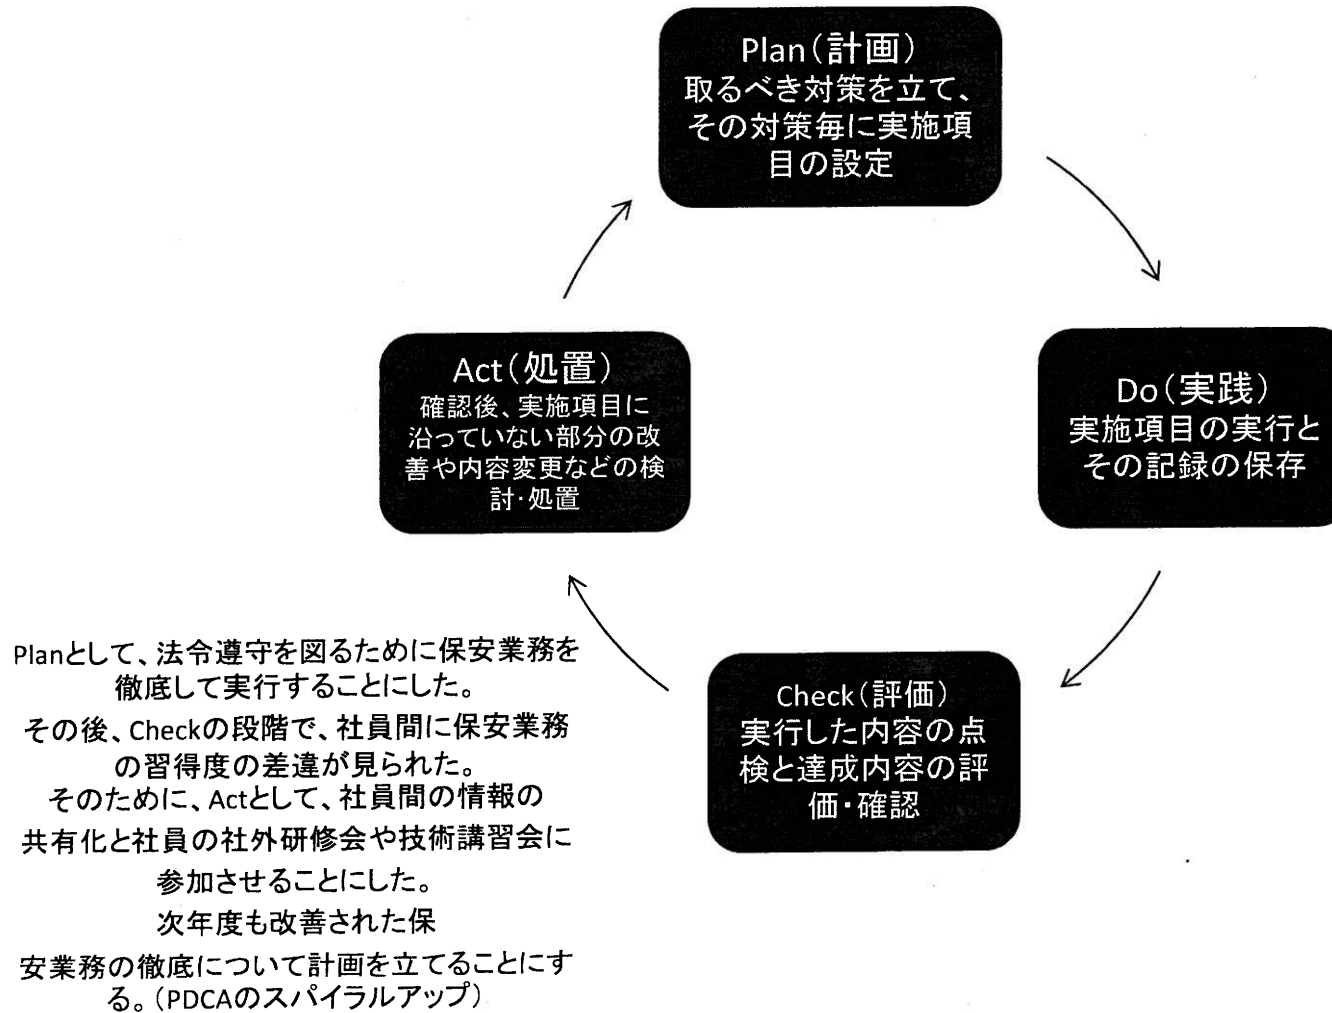 Plan（計画）
取るべき対策を立て、
その対策毎に実施項
目の設定
Act（処置）
確認後、実施項目に
沿っていない部分の改
善や内容変更などの検
討・処置
Do（実践）
実施項目の実行と
その記録の保存
Check（評価）
実行した内容の点
検と達成内容の評
価・確認
Planとして、法令遵守を図るために保安業務を
徹底して実行することにした。
その後、Checkの段階で、社員間に保安業務
の習得度の差違が見られた。
そのために、Actとして、社員間の情報の
共有化と社員の社外研修会や技術講習会に
参加させることにした。
次年度も改善された保
安業務の徹底について計画を立てることにす
る。（PDCAのスパイラルアップ）